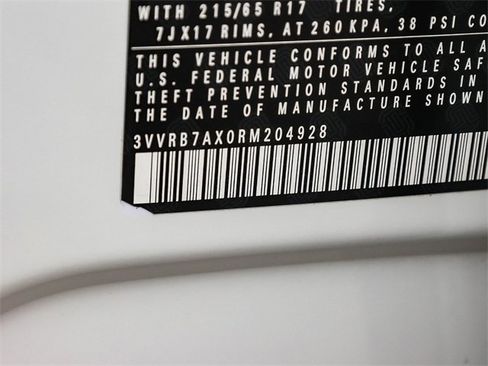 WITH 215/65 R17 TIRES,
7JX17 RIMS, AT 260 KPA, 38 PSI CO
THIS VEHICLE CONFORMS TO ALL A
U.S. FEDERAL MOTOR VEHICLE SAF
THEFT PREVENTION STANDARDS IN
THE DATE OF MANUFACTURE SHOWN
3VVRB7AX0RM204928